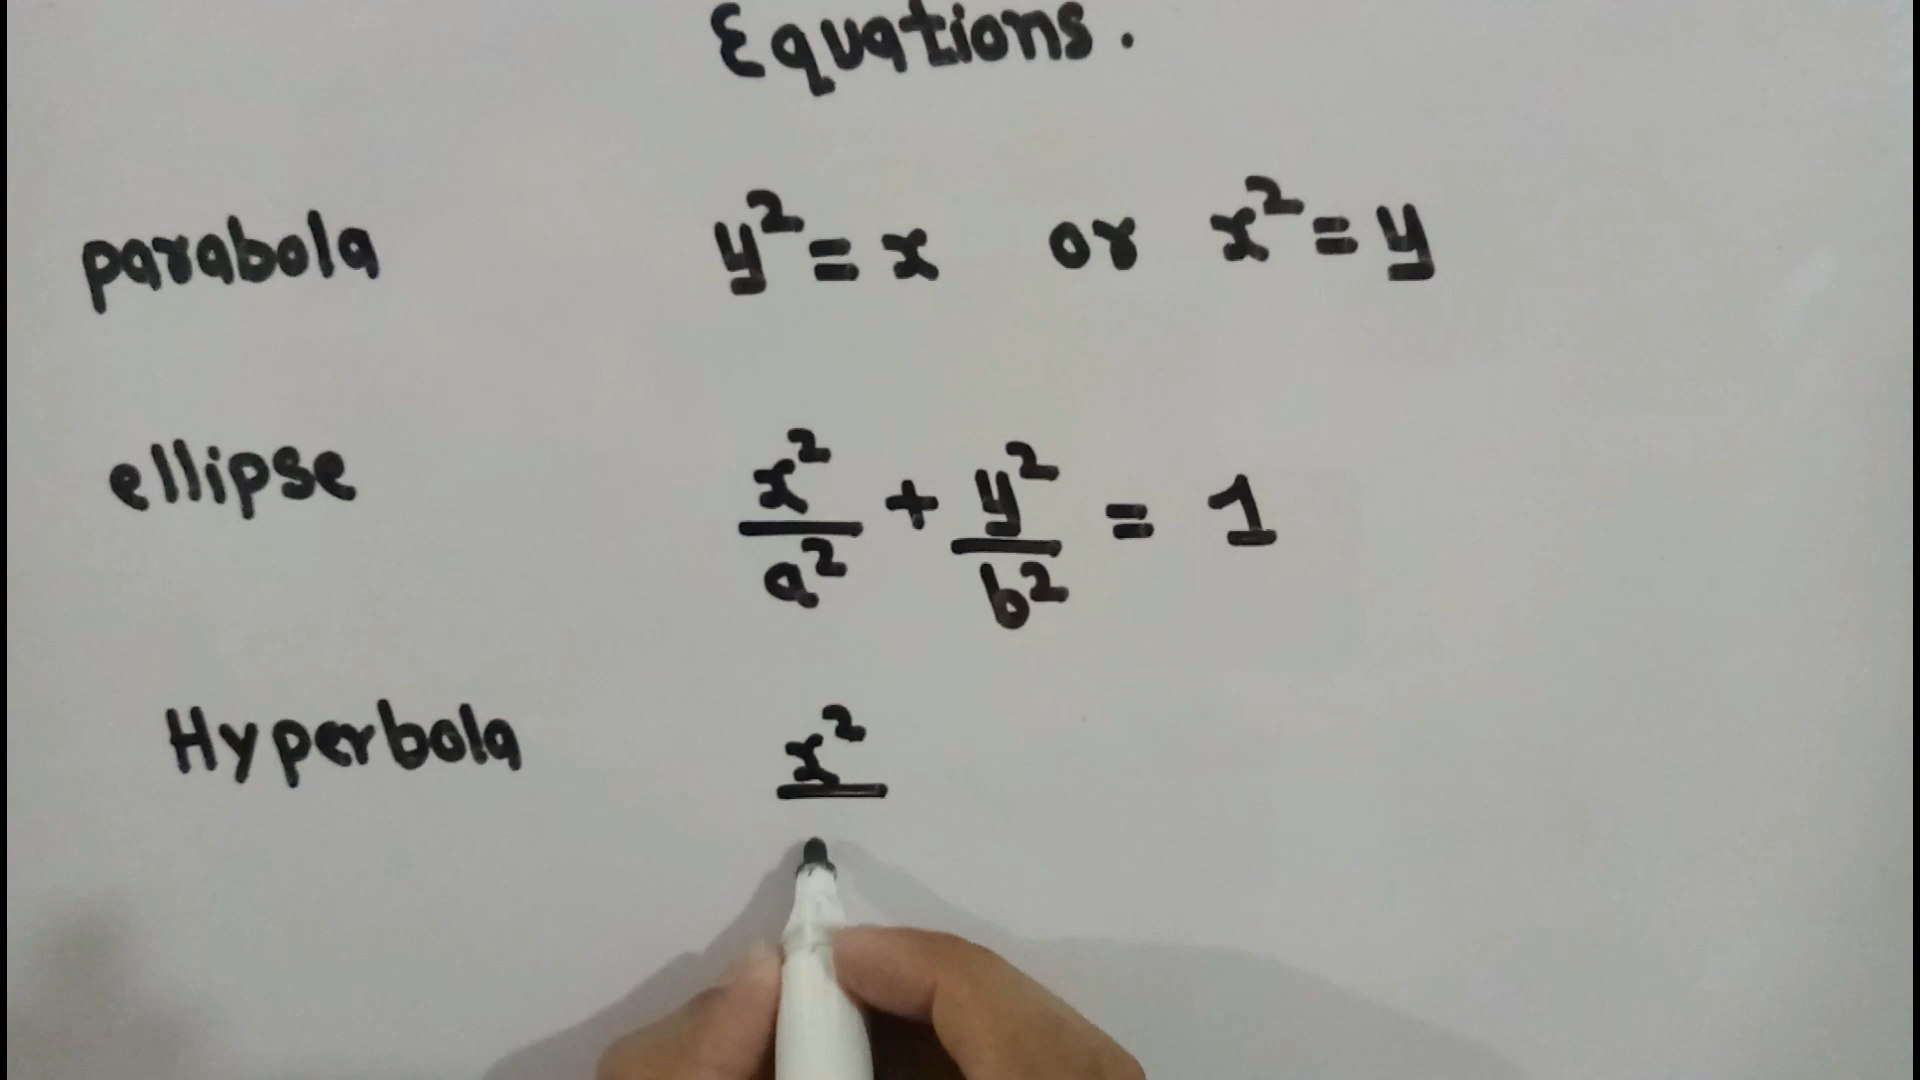 Equations.
parabola y² = x or x² = y
ellipse x²/a² + y²/b² = 1
Hyperbola x²